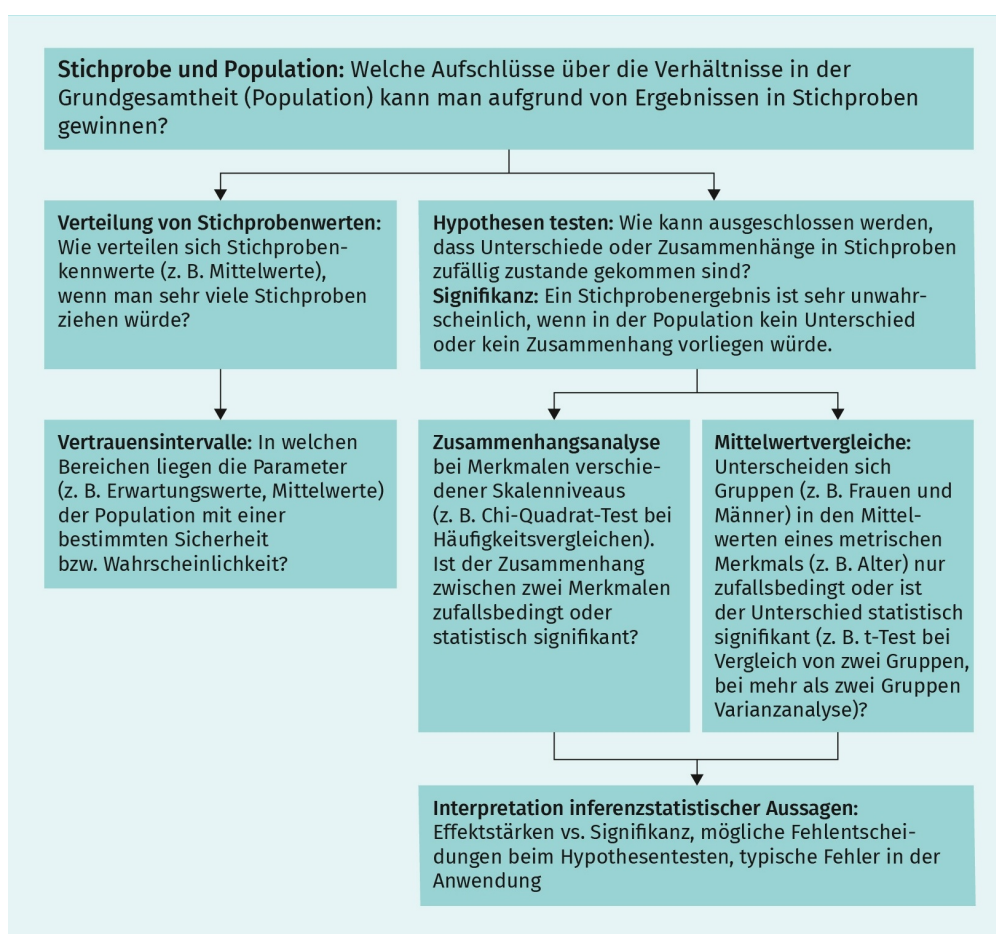 Stichprobe und Population: Welche Aufschlüsse über die Verhältnisse in der
Grundgesamtheit (Population) kann man aufgrund von Ergebnissen in Stichproben
gewinnen?
Verteilung von Stichprobenwerten:
Wie verteilen sich Stichproben-
kennwerte (z. B. Mittelwerte),
wenn man sehr viele Stichproben
ziehen würde?
Hypothesen testen: Wie kann ausgeschlossen werden,
dass Unterschiede oder Zusammenhänge in Stichproben
zufällig zustande gekommen sind?
Signifikanz: Ein Stichprobenergebnis ist sehr unwahr-
scheinlich, wenn in der Population kein Unterschied
oder kein Zusammenhang vorliegen würde.
Vertrauensintervalle: In welchen
Bereichen liegen die Parameter
(z. B. Erwartungswerte, Mittelwerte)
der Population mit einer
bestimmten Sicherheit
bzw. Wahrscheinlichkeit?
Zusammenhangsanalyse
bei Merkmalen verschie-
dener Skalenniveaus
(z. B. Chi-Quadrat-Test bei
Häufigkeitsvergleichen).
Ist der Zusammenhang
zwischen zwei Merkmalen
zufallsbedingt oder
statistisch signifikant?
Mittelwertvergleiche:
Unterscheiden sich
Gruppen (z. B. Frauen und
Männer) in den Mittel-
werten eines metrischen
Merkmals (z. B. Alter) nur
zufallsbedingt oder ist
der Unterschied statistisch
signifikant (z. B. t-Test bei
Vergleich von zwei Gruppen,
bei mehr als zwei Gruppen
Varianzanalyse)?
Interpretation inferenzstatistischer Aussagen:
Effektstärken vs. Signifikanz, mögliche Fehlentschei-
dungen beim Hypothesentesten, typische Fehler in der
Anwendung